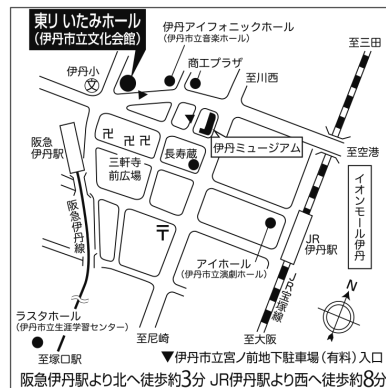 東リ いたみホール
(伊丹市立文化会館)
伊丹アイフォニックホール
(伊丹市立音楽ホール)
至三田
伊丹小
文
商工プラザ
至川西
阪急
伊丹駅
卍 卍 卍
伊丹ミュージアム
至空港
三軒寺
前広場
長寿蔵
イオンモール伊丹
阪急伊丹線
〒
アイホール
(伊丹市立演劇ホール)
JR
伊丹駅
JR宝塚線
N
ラスタホール
(伊丹市立生涯学習センター)
至塚口駅
至尼崎
至大阪
▼伊丹市立宮ノ前地下駐車場(有料)入口
阪急伊丹駅より北へ徒歩約3分 JR伊丹駅より西へ徒歩約8分